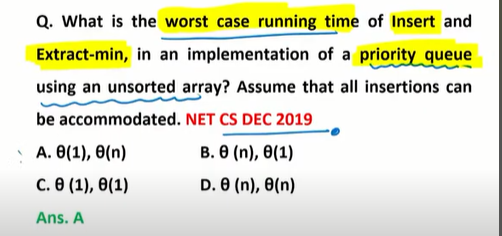 Q. What is the worst case running time of Insert and
Extract-min, in an implementation of a priority queue
using an unsorted array? Assume that all insertions can
be accommodated. NET CS DEC 2019
A. θ(1), θ(n) B. θ (n), θ(1)
C. θ (1), θ(1) D. θ (n), θ(n)
Ans. A